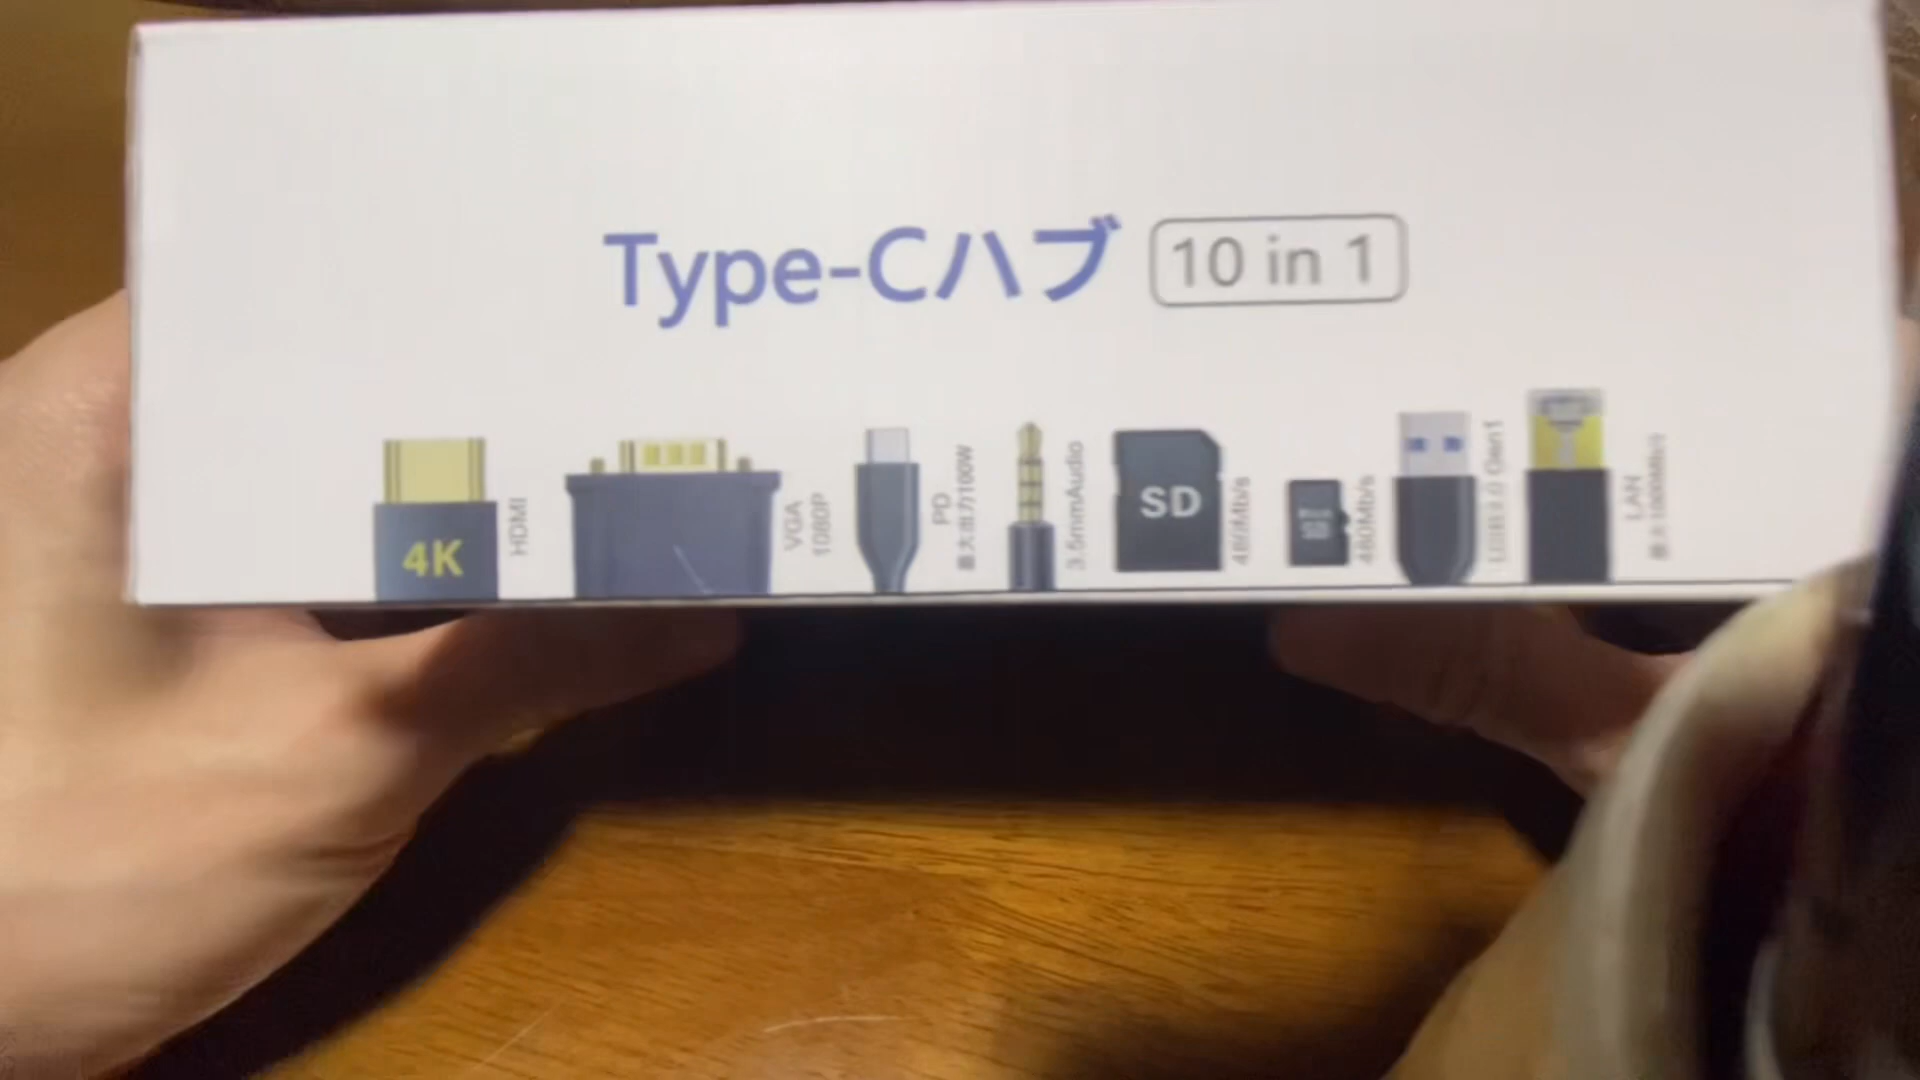 Type-Cハブ 10 in 1
4K
HDMI
VGA
1080P
PD
最大出力100W
3.5mmAudio
SD
480Mb/s
480Mb/s
USB3.0 Gen1
LAN